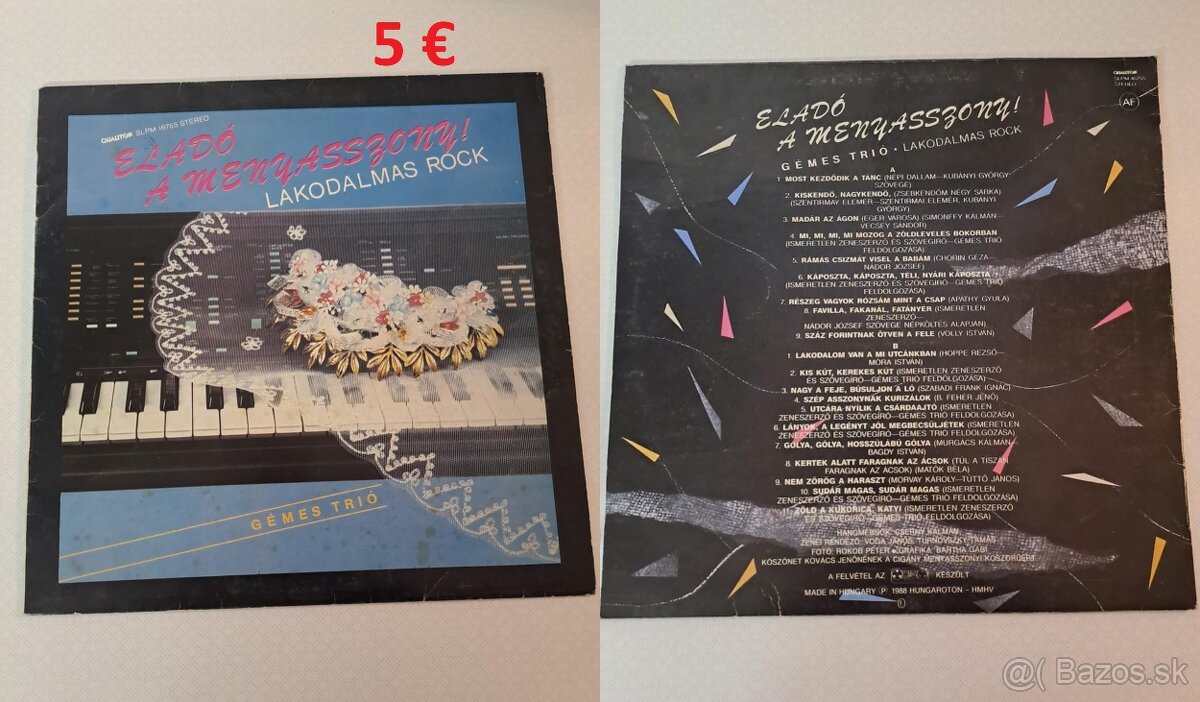 5 €
QUALITON SLPM 16755 STEREO
ELADÓ
A MENYASSZONY!
LAKODALMAS ROCK
GÉMES TRIÓ
QUALITON
SLPM 16755
STEREO
AF
ELADÓ
A MENYASSZONY!
GÉMES TRIÓ • LAKODALMAS ROCK
A
1. MOST KEZDŐDIK A TÁNC (NÉPI DALLAM—KUBÁNYI GYÖRGY
SZÖVEGE)
2. KISKENDŐ, NAGYKENDŐ, (ZSEBKENDŐM NÉGY SARKA)
(SZENTIRMAY ELEMÉR—SZENTIRMAI ELEMÉR, KUBÁNYI
GYÖRGY)
3. MADÁR AZ ÁGON (EGER VÁROSA) (SIMONFFY KÁLMÁN—
VECSEY SÁNDOR)
4. MI, MI, MI, MI MOZOG A ZÖLDLEVELES BOKORBAN
(ISMERETLEN ZENESZERZŐ ÉS SZÖVEGÍRÓ—GÉMES TRIÓ
FELDOLGOZÁSA)
5. RÁMÁS CSIZMÁT VISEL A BABÁM (CHORIN GÉZA—
NÁDOR JÓZSEF)
6. KÁPOSZTA, KÁPOSZTA, TÉLI, NYÁRI KÁPOSZTA
(ISMERETLEN ZENESZERZŐ ÉS SZÖVEGÍRÓ—GÉMES TRIÓ
FELDOLGOZÁSA)
7. RÉSZEG VAGYOK RÓZSÁM MINT A CSAP (APÁTHY GYULA)
8. FAVILLA, FAKANÁL, FATÁNYÉR (ISMERETLEN
ZENESZERZŐ—
NÁDOR JÓZSEF SZÖVEGE NÉPKÖLTÉS ALAPJÁN)
9. SZÁZ FORINTNAK ÖTVEN A FELE (VOLLY ISTVÁN)
B
1. LAKODALOM VAN A MI UTCÁNKBAN (HOPPE REZSŐ—
MÓRA ISTVÁN)
2. KIS KÚT, KEREKES KÚT (ISMERETLEN ZENESZERZŐ
ÉS SZÖVEGÍRÓ—GÉMES TRIÓ FELDOLGOZÁSA)
3. NAGY A FEJE, BÚSULJON A LÓ (SZABADI FRANK IGNÁC)
4. SZÉP ASSZONYNAK KURIZÁLOK (B. FEHÉR JENŐ)
5. UTCÁRA NYÍLIK A CSÁRDAAJTÓ (ISMERETLEN
ZENESZERZŐ ÉS SZÖVEGÍRÓ—GÉMES TRIÓ FELDOLGOZÁSA)
6. LÁNYOK, A LEGÉNYT JÓL MEGBECSÜLJÉTEK (ISMERETLEN
ZENESZERZŐ ÉS SZÖVEGÍRÓ—GÉMES TRIÓ FELDOLGOZÁSA)
7. GÓLYA, GÓLYA, HOSSZÚLÁBÚ GÓLYA (MURGÁCS KÁLMÁN—
BAGDY ISTVÁN)
8. KERTEK ALATT FARAGNAK AZ ÁCSOK (TÚL A TISZÁN
FARAGNAK AZ ÁCSOK) (MATÓK BÉLA)
9. NEM ZÖRÖG A HARASZT (MORVAY KÁROLY—TÚTTŐ JÁNOS)
10. SUDÁR MAGAS, SUDÁR MAGAS (ISMERETLEN
ZENESZERZŐ ÉS SZÖVEGÍRÓ—GÉMES TRIÓ FELDOLGOZÁSA)
11. ZÖLD A KUKORICA, KATYI (ISMERETLEN ZENESZERZŐ
ÉS SZÖVEGÍRÓ—GÉMES TRIÓ FELDOLGOZÁSA)
HANGMÉRNÖK: CSERNY KÁLMÁN
ZENEI RENDEZŐ: VODA JÁNOS, TURNOVSZKY TAMÁS
FOTÓ: ROKOB PÉTER • GRAFIKA: BARTHA GABI
KÖSZÖNET KOVÁCS JENŐNÉNEK A CIGÁNY MENYASSZONYI KOSZORÚÉRT
A FELVÉTEL AZ KÉSZÜLT
MADE IN HUNGARY Ⓟ 1988 HUNGAROTON – HMHV
@( Bazos.sk